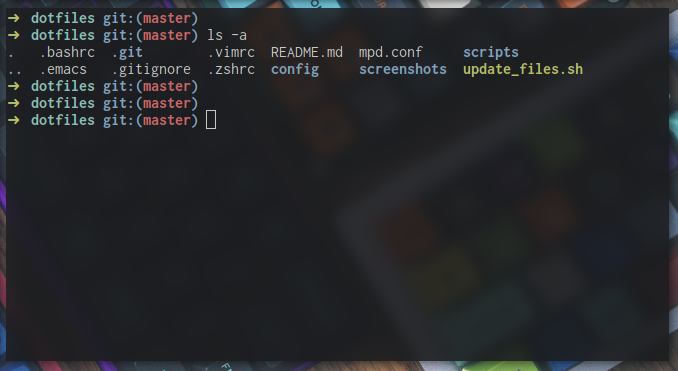 ➜ dotfiles git:(master)
➜ dotfiles git:(master) ls -a
. .bashrc .git .vimrc README.md mpd.conf scripts
.. .emacs .gitignore .zshrc config screenshots update_files.sh
➜ dotfiles git:(master)
➜ dotfiles git:(master)
➜ dotfiles git:(master)